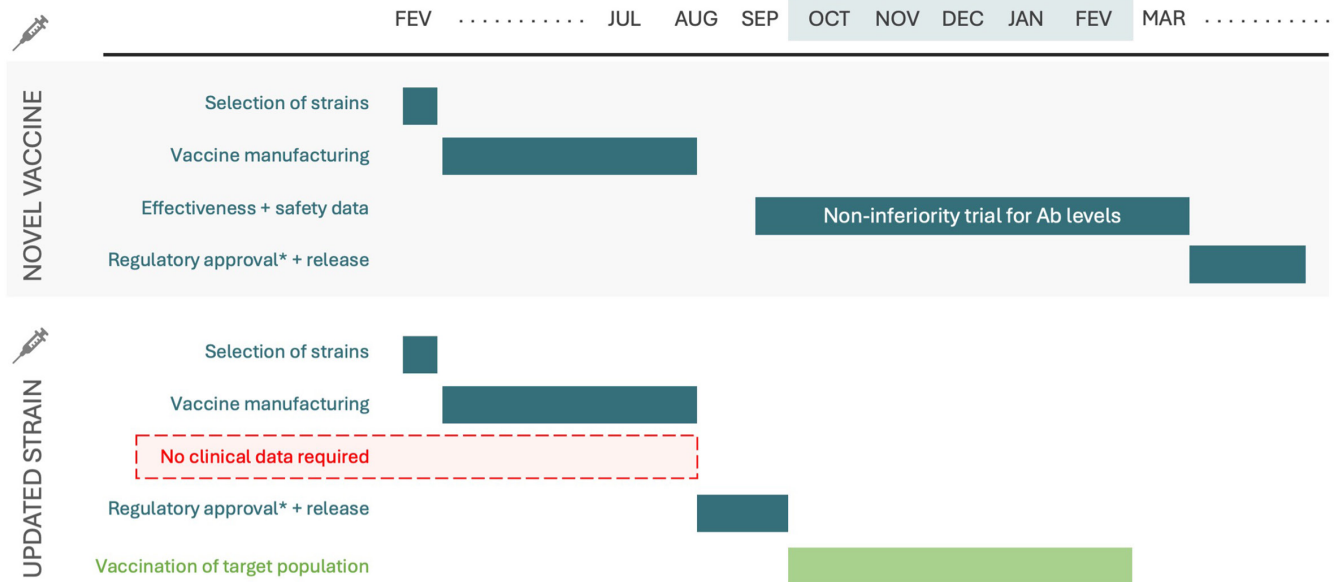 FEV ........... JUL AUG SEP OCT NOV DEC JAN FEV MAR ...........
NOVEL VACCINE
Selection of strains
Vaccine manufacturing
Effectiveness + safety data
Non-inferiority trial for Ab levels
Regulatory approval* + release
UPDATED STRAIN
Selection of strains
Vaccine manufacturing
No clinical data required
Regulatory approval* + release
Vaccination of target population